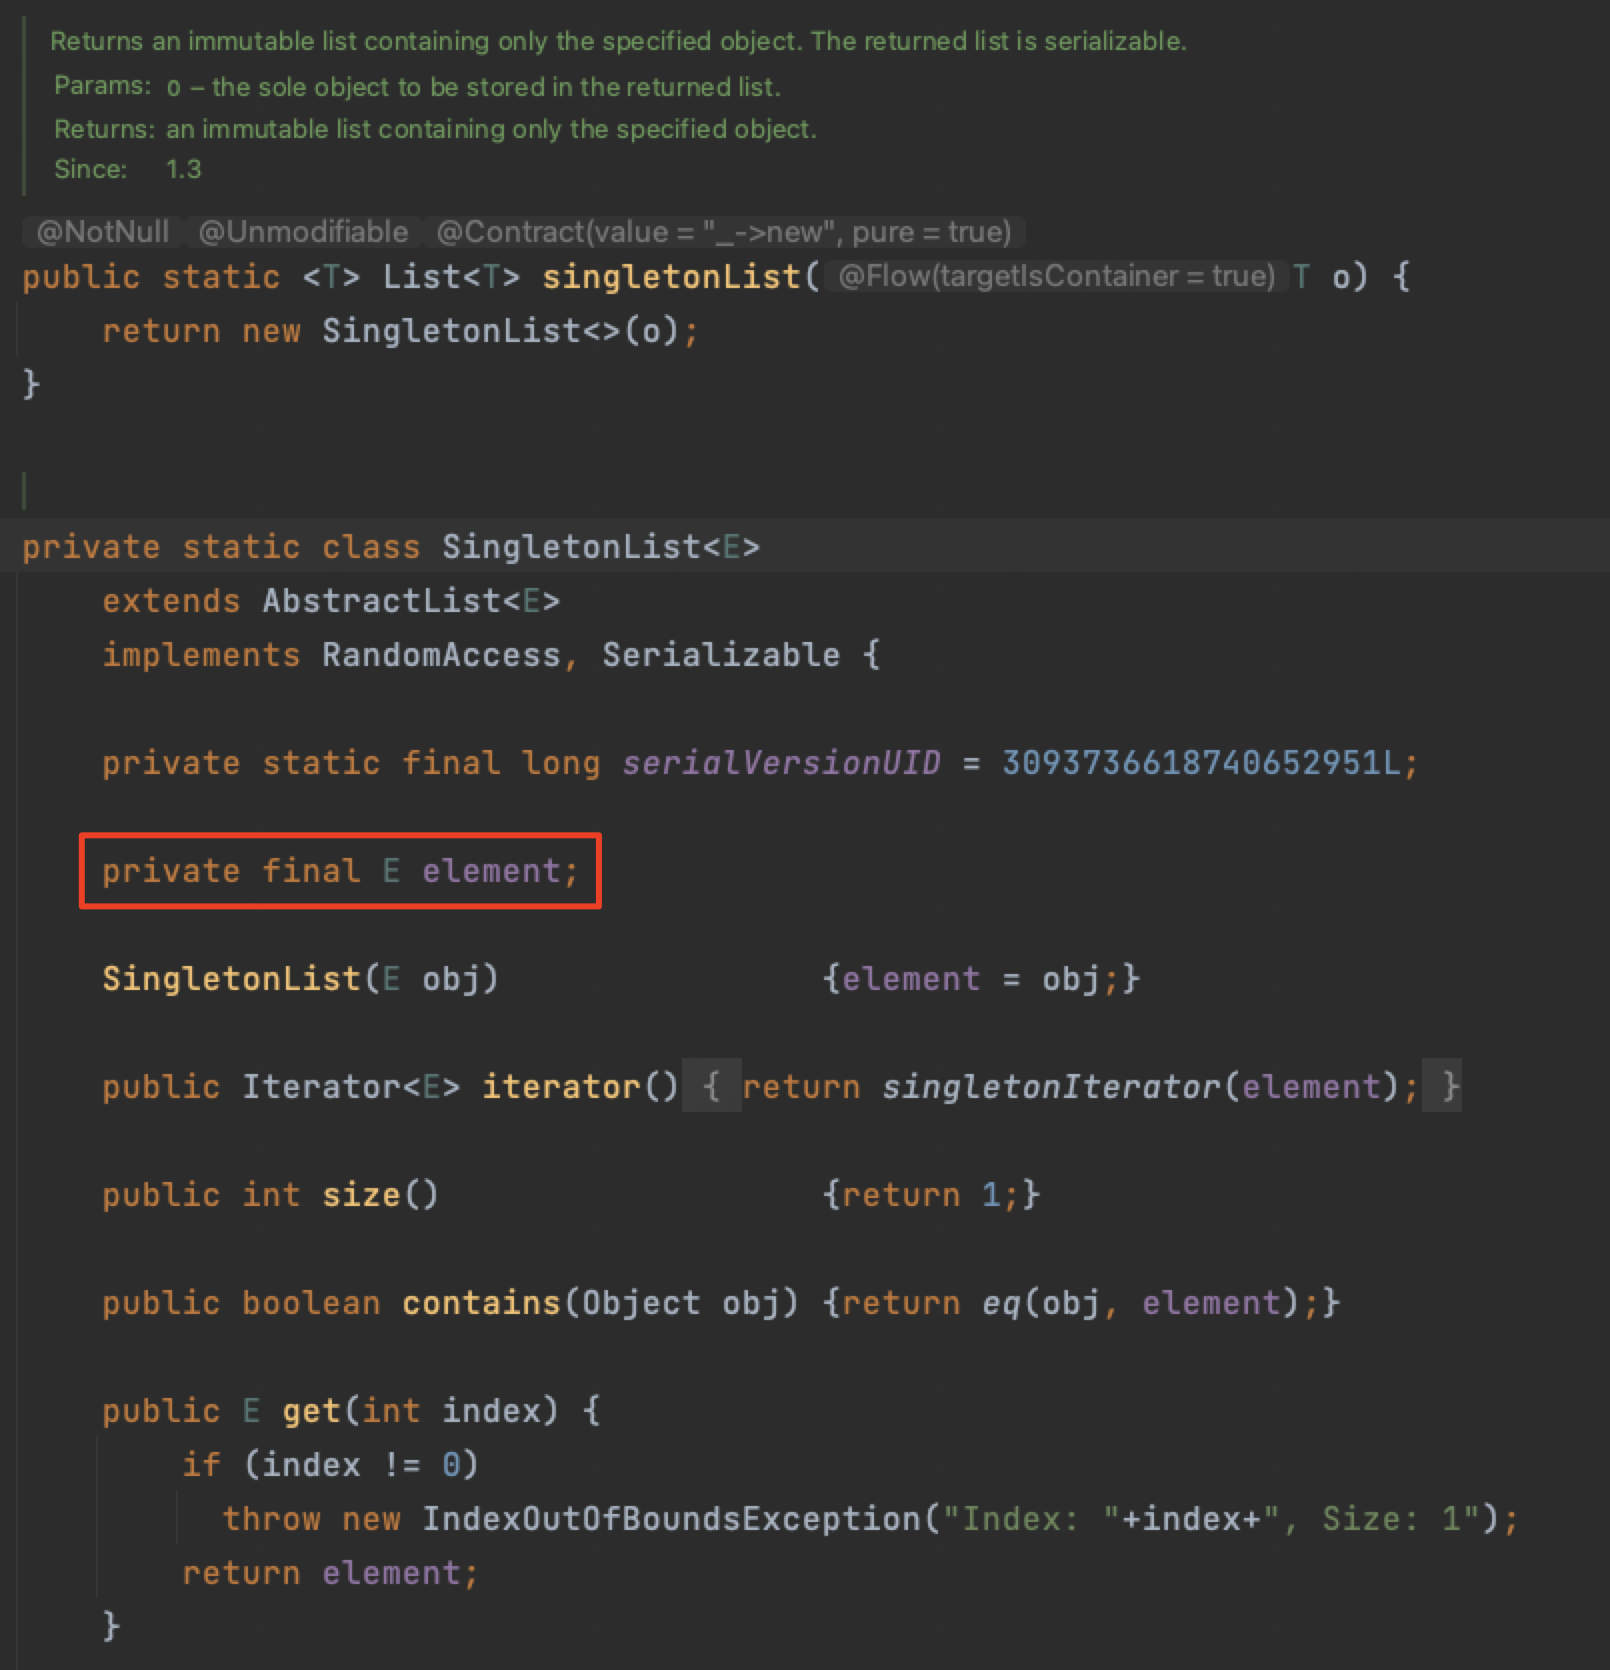 Returns an immutable list containing only the specified object. The returned list is serializable.
Params: o – the sole object to be stored in the returned list.
Returns: an immutable list containing only the specified object.
Since: 1.3
@NotNull @Unmodifiable @Contract(value = "_->new", pure = true)
public static <T> List<T> singletonList( @Flow(targetIsContainer = true) T o) {
    return new SingletonList<>(o);
}
private static class SingletonList<E>
    extends AbstractList<E>
    implements RandomAccess, Serializable {
    private static final long serialVersionUID = 3093736618740652951L;
    private final E element;
    SingletonList(E obj)                {element = obj;}
    public Iterator<E> iterator() { return singletonIterator(element); }
    public int size()                   {return 1;}
    public boolean contains(Object obj) {return eq(obj, element);}
    public E get(int index) {
        if (index != 0)
          throw new IndexOutOfBoundsException("Index: "+index+", Size: 1");
        return element;
    }